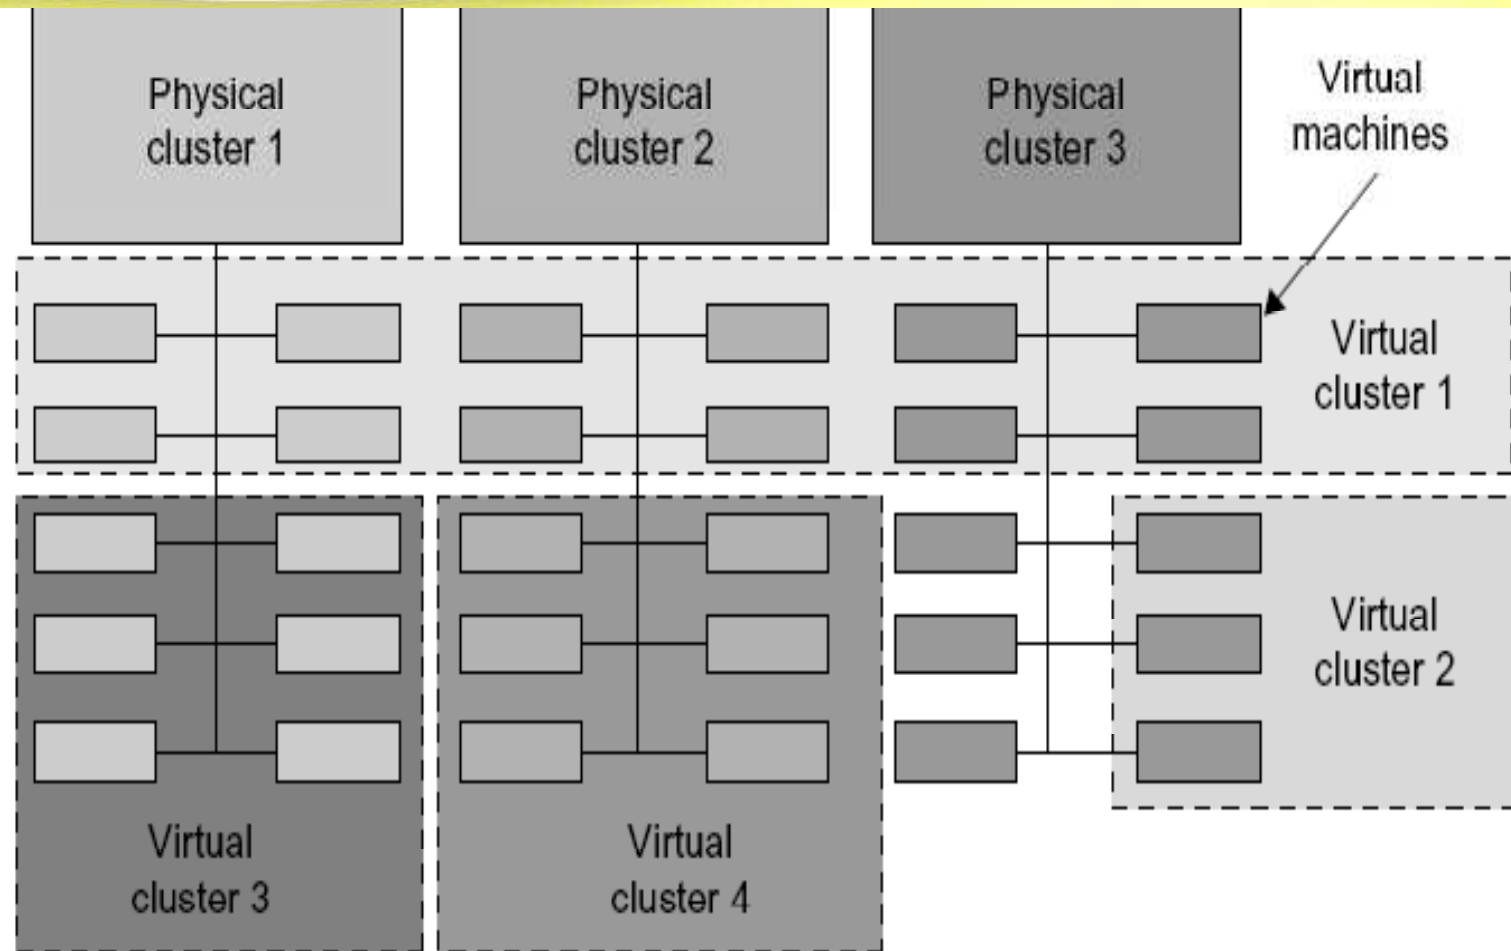 Physical
cluster 1
Physical
cluster 2
Physical
cluster 3
Virtual
machines
Virtual
cluster 1
Virtual
cluster 2
Virtual
cluster 3
Virtual
cluster 4